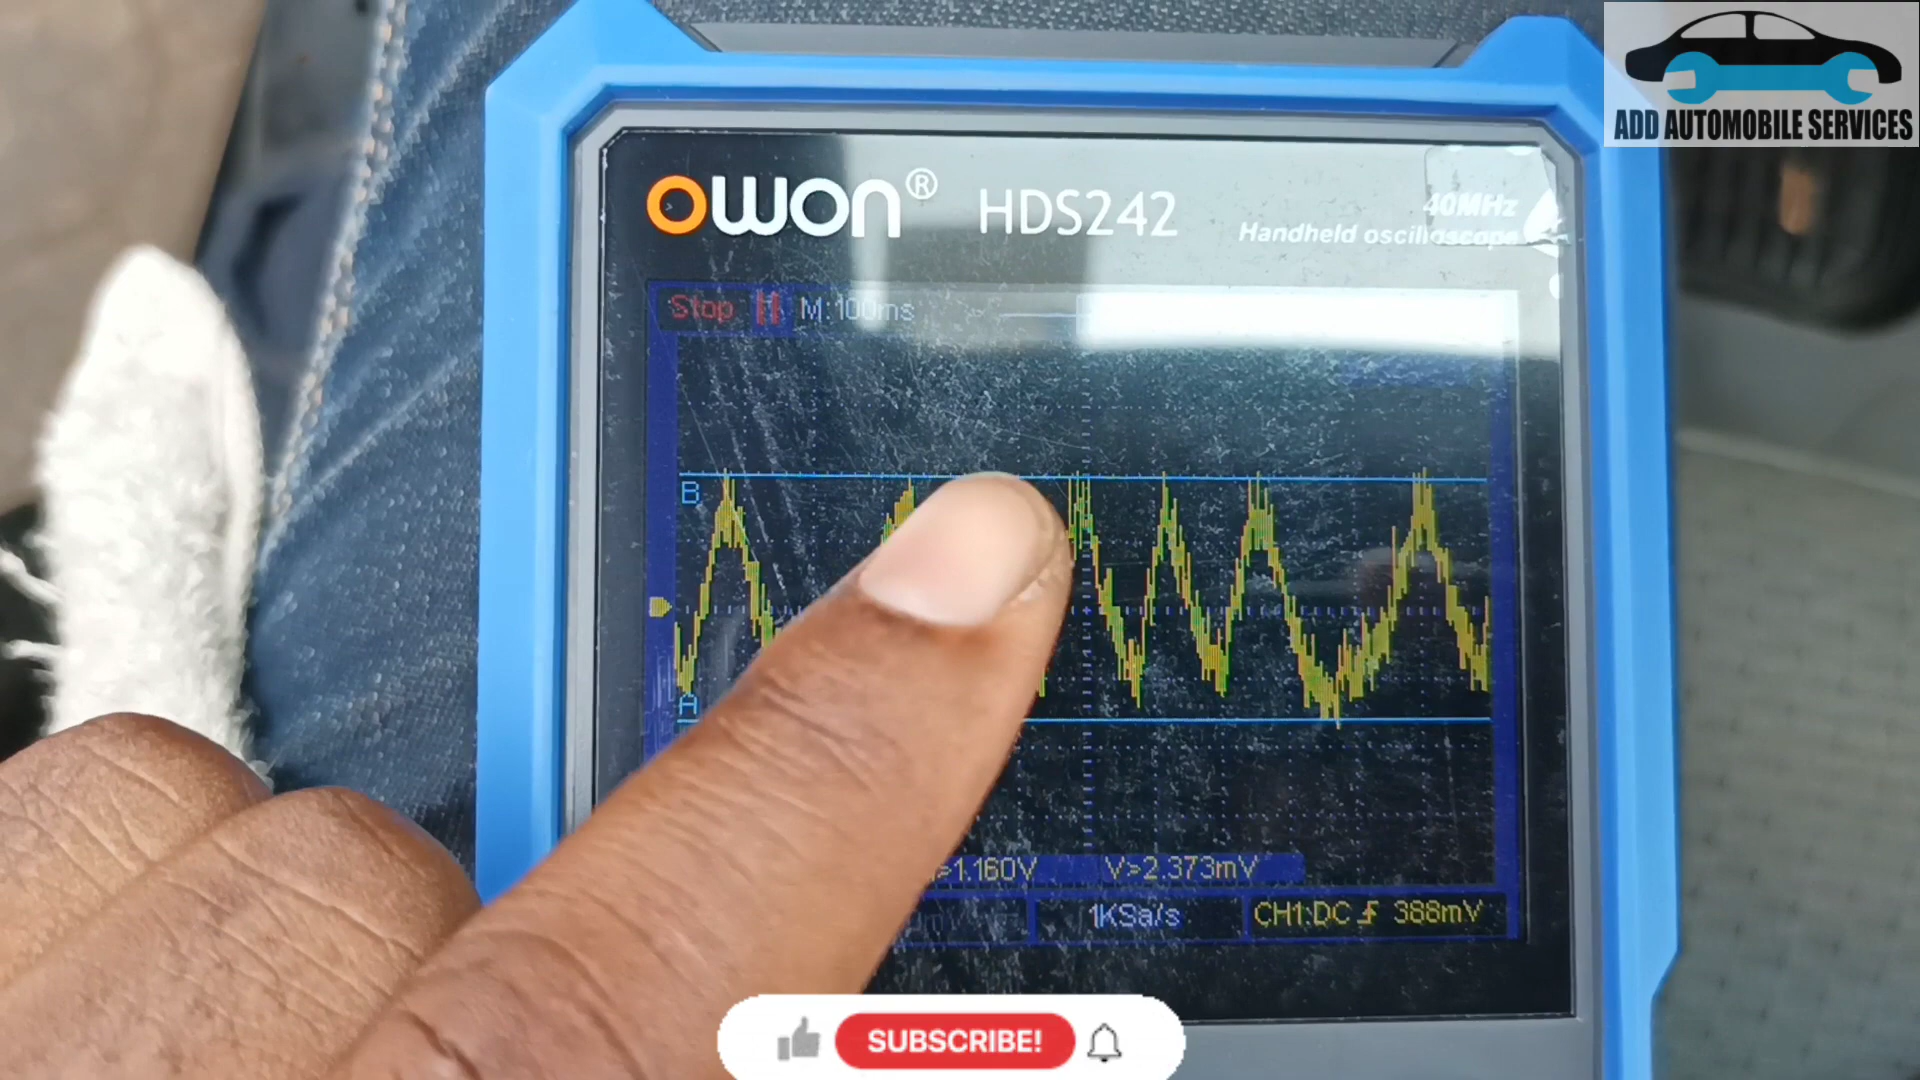 ADD AUTOMOBILE SERVICES
owon® HDS242
40MHz
Handheld oscilloscope
Stop M:100ms
B
A
1.160V V>2.373mV
1KSa/s CH1:DC 388mV
SUBSCRIBE!